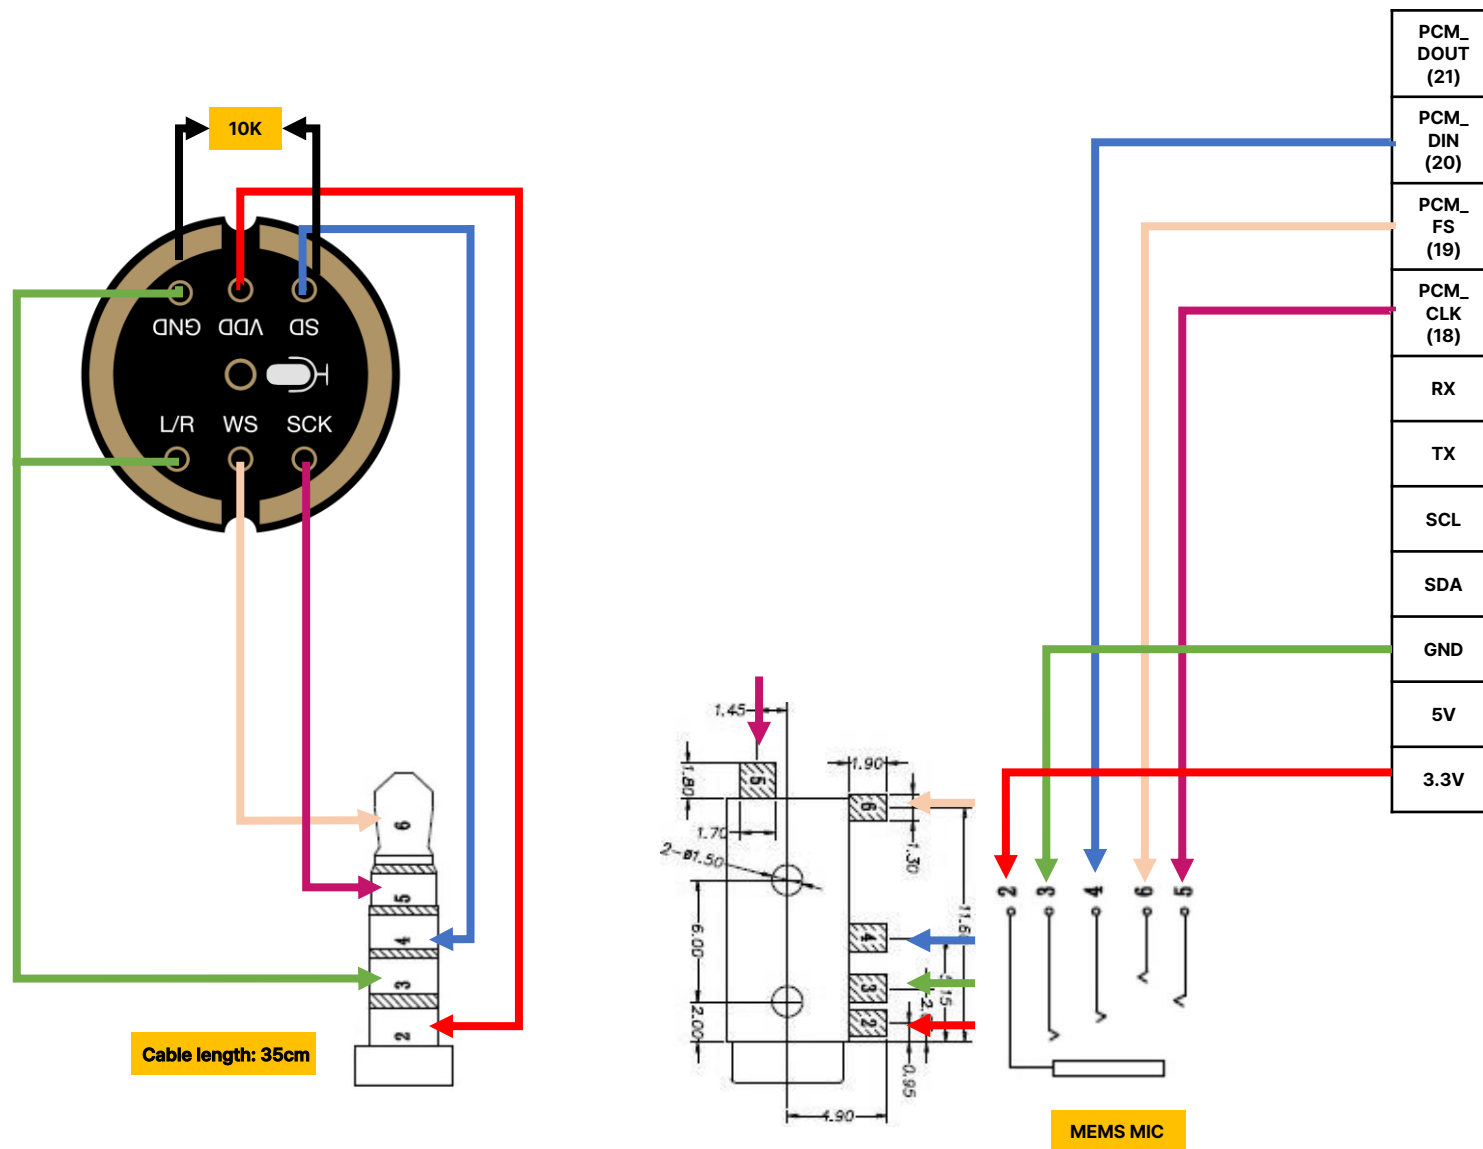 10K
GND
VDD
SD
L/R
WS
SCK
6
5
4
3
2
Cable length: 35cm
1.45
1.80
5
1.90
6
1.70
1.30
2-ø1.50
11.6
6.00
4
3
2
2.00
0.95
4.90
2
3
4
6
5
MEMS MIC
PCM_
DOUT
(21)
PCM_
DIN
(20)
PCM_
FS
(19)
PCM_
CLK
(18)
RX
TX
SCL
SDA
GND
5V
3.3V